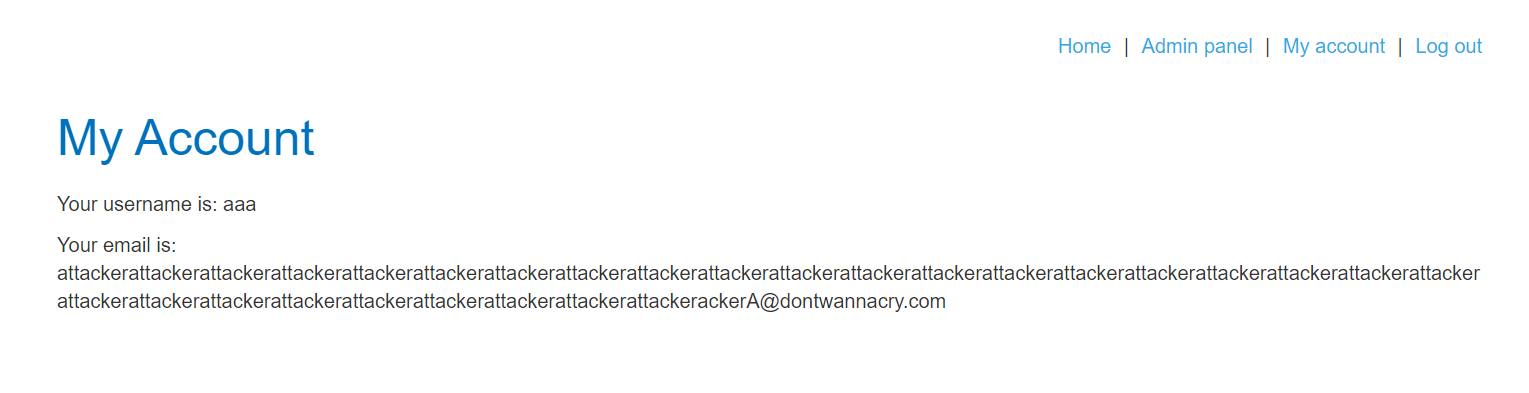 Home | Admin panel | My account | Log out
My Account
Your username is: aaa
Your email is:
attackerattackerattackerattackerattackerattackerattackerattackerattackerattackerattackerattackerattackerattackerattackerattackerattackerattackerattackerattacker
attackerattackerattackerattackerattackerattackerattackerattackerattackerackerA@dontwannacry.com